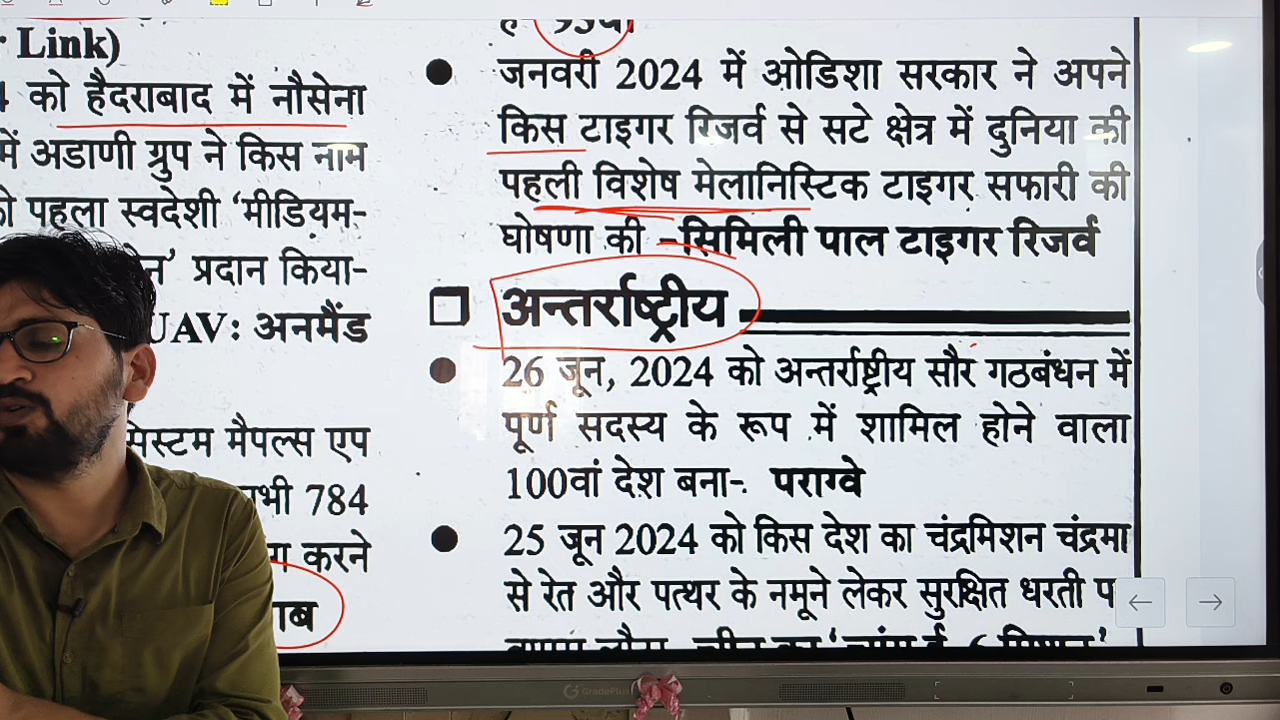 Link)
को हैदराबाद में नौसेना
में अडाणी ग्रुप ने किस नाम
पहला स्वदेशी ‘मीडियम-
प्रदान किया-
UAV: अनमैंड
मैपल्स एप
784
करने
जनवरी 2024 में ओडिशा सरकार ने अपने
किस टाइगर रिजर्व से सटे क्षेत्र में दुनिया की
पहली विशेष मेलानिस्टिक टाइगर सफारी की
घोषणा की -सिमिली पाल टाइगर रिजर्व
अन्तर्राष्ट्रीय
26 जून, 2024 को अन्तर्राष्ट्रीय सौर गठबंधन में
पूर्ण सदस्य के रूप में शामिल होने वाला
100वां देश बना-. पराग्वे
25 जून 2024 को किस देश का चंद्रमिशन चंद्रमा
से रेत और पत्थर के नमूने लेकर सुरक्षित धरती
GradePlus